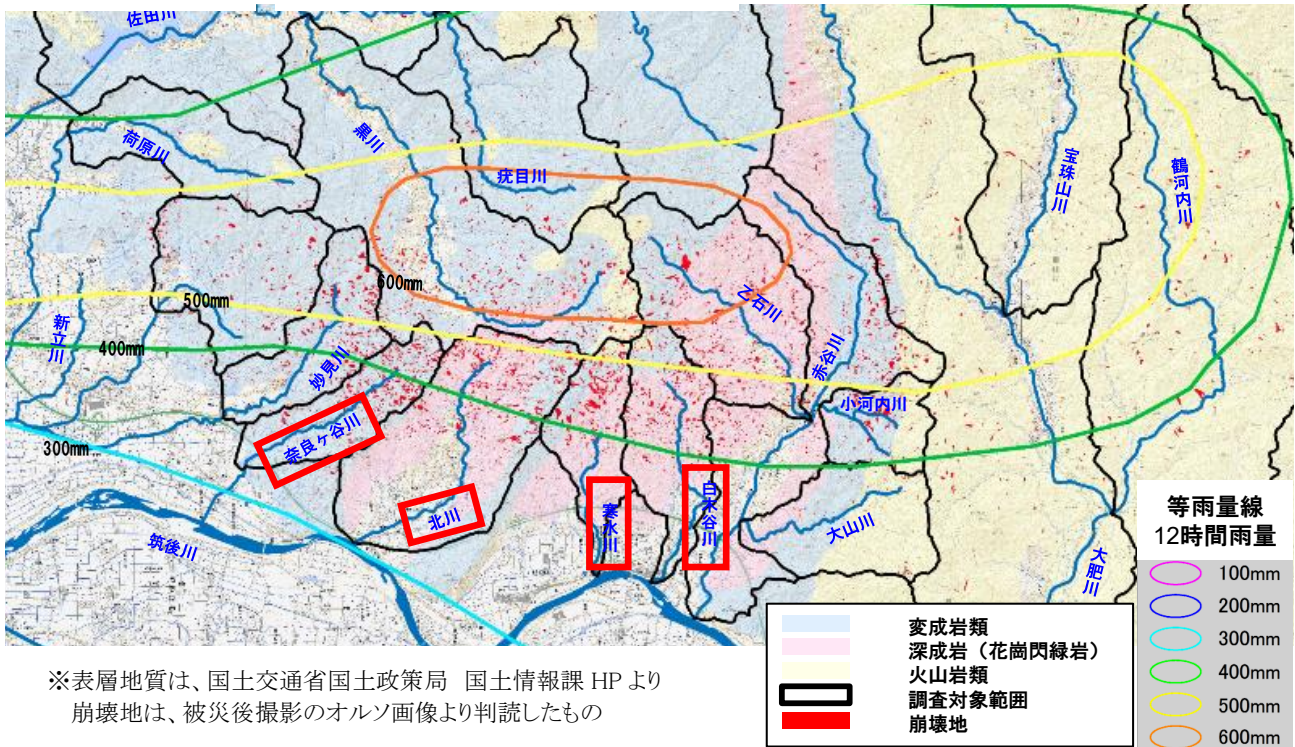 佐田川
荷原川
黒川
疣目川
宝珠山川
鶴河内川
600mm
500mm
乙石川
新立川
400mm
妙見川
赤谷川
小河内川
300mm
奈良ヶ谷川
北川
寒水川
白木谷川
大山川
筑後川
大肥川
等雨量線
12時間雨量
100mm
200mm
300mm
400mm
500mm
600mm
変成岩類
深成岩（花崗閃緑岩）
火山岩類
調査対象範囲
崩壊地
※表層地質は、国土交通省国土政策局 国土情報課 HP より
崩壊地は、被災後撮影のオルソ画像より判読したもの